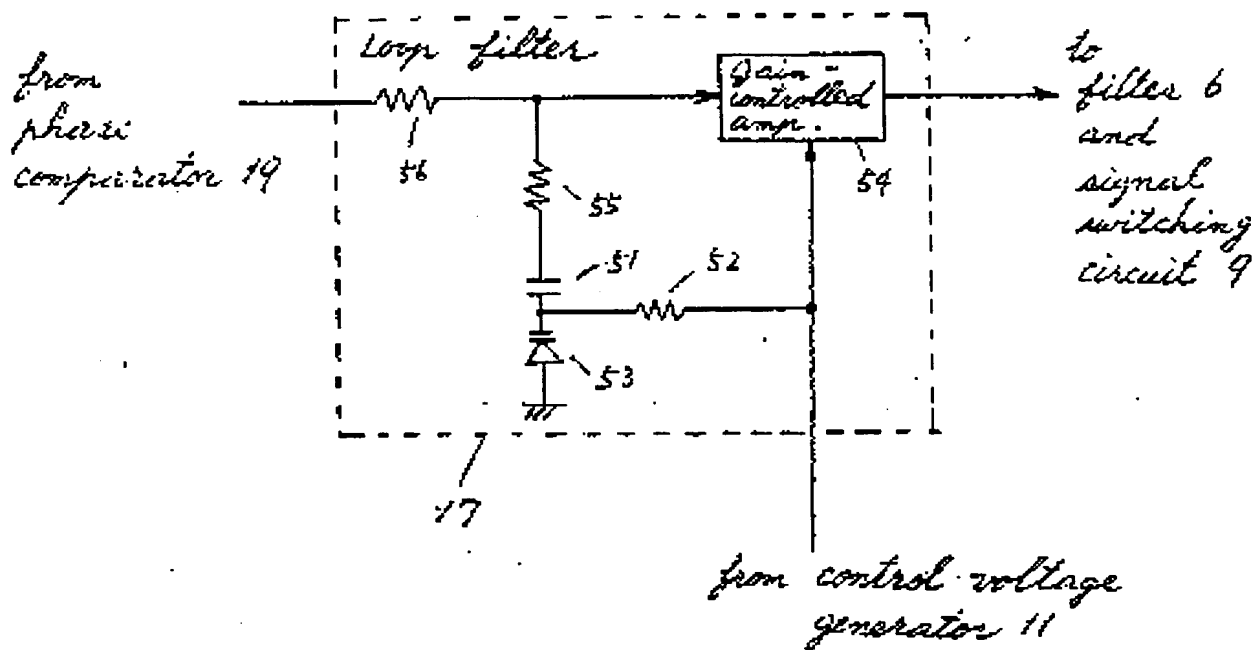 Loop filter
from
phase
comparator 19
56
gain-
controlled
amp.
54
to
filter 6
and
signal
switching
circuit 9
55
51
52
53
17
from control voltage
generator 11